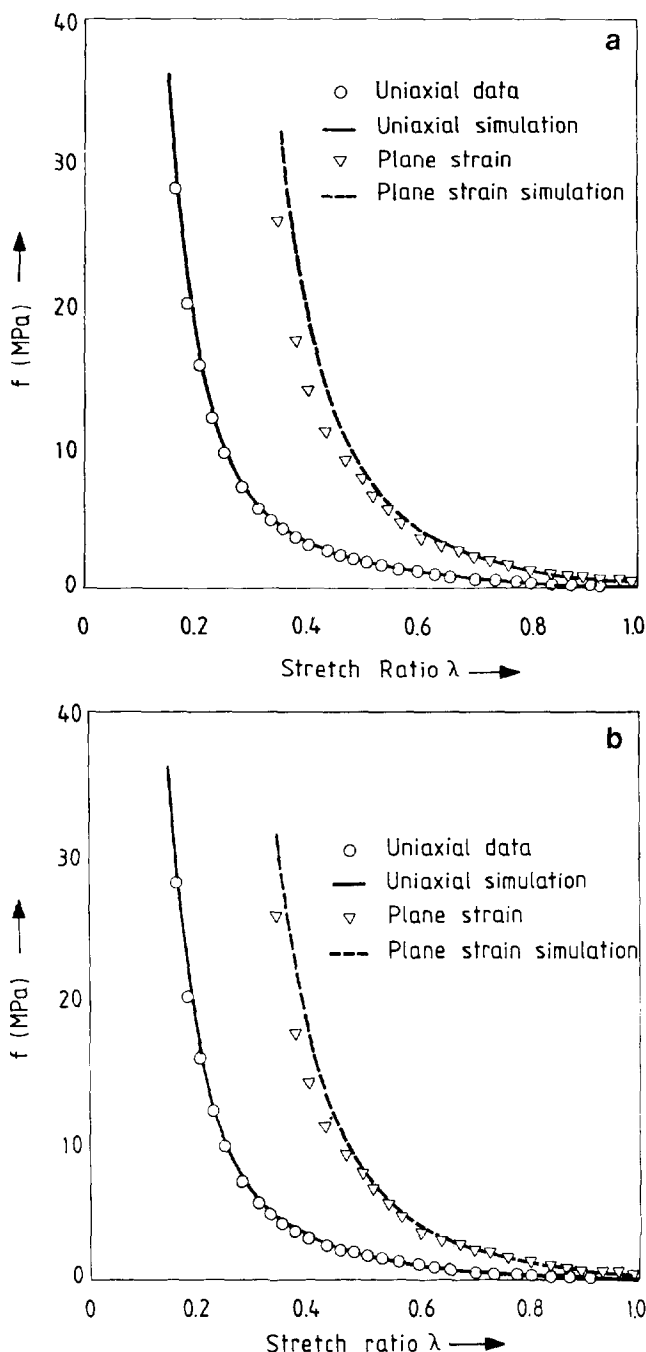 a
40
30
20
10
0
f (MPa)
Uniaxial data
Uniaxial simulation
Plane strain
Plane strain simulation
0 0.2 0.4 0.6 0.8 1.0
Stretch Ratio λ
b
40
30
20
10
0
f (MPa)
Uniaxial data
Uniaxial simulation
Plane strain
Plane strain simulation
0 0.2 0.4 0.6 0.8 1.0
Stretch ratio λ